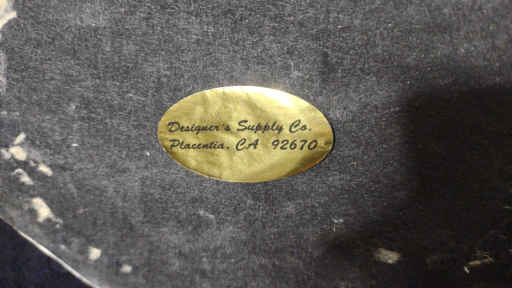 Designer's Supply Co.
Placentia, CA 92670